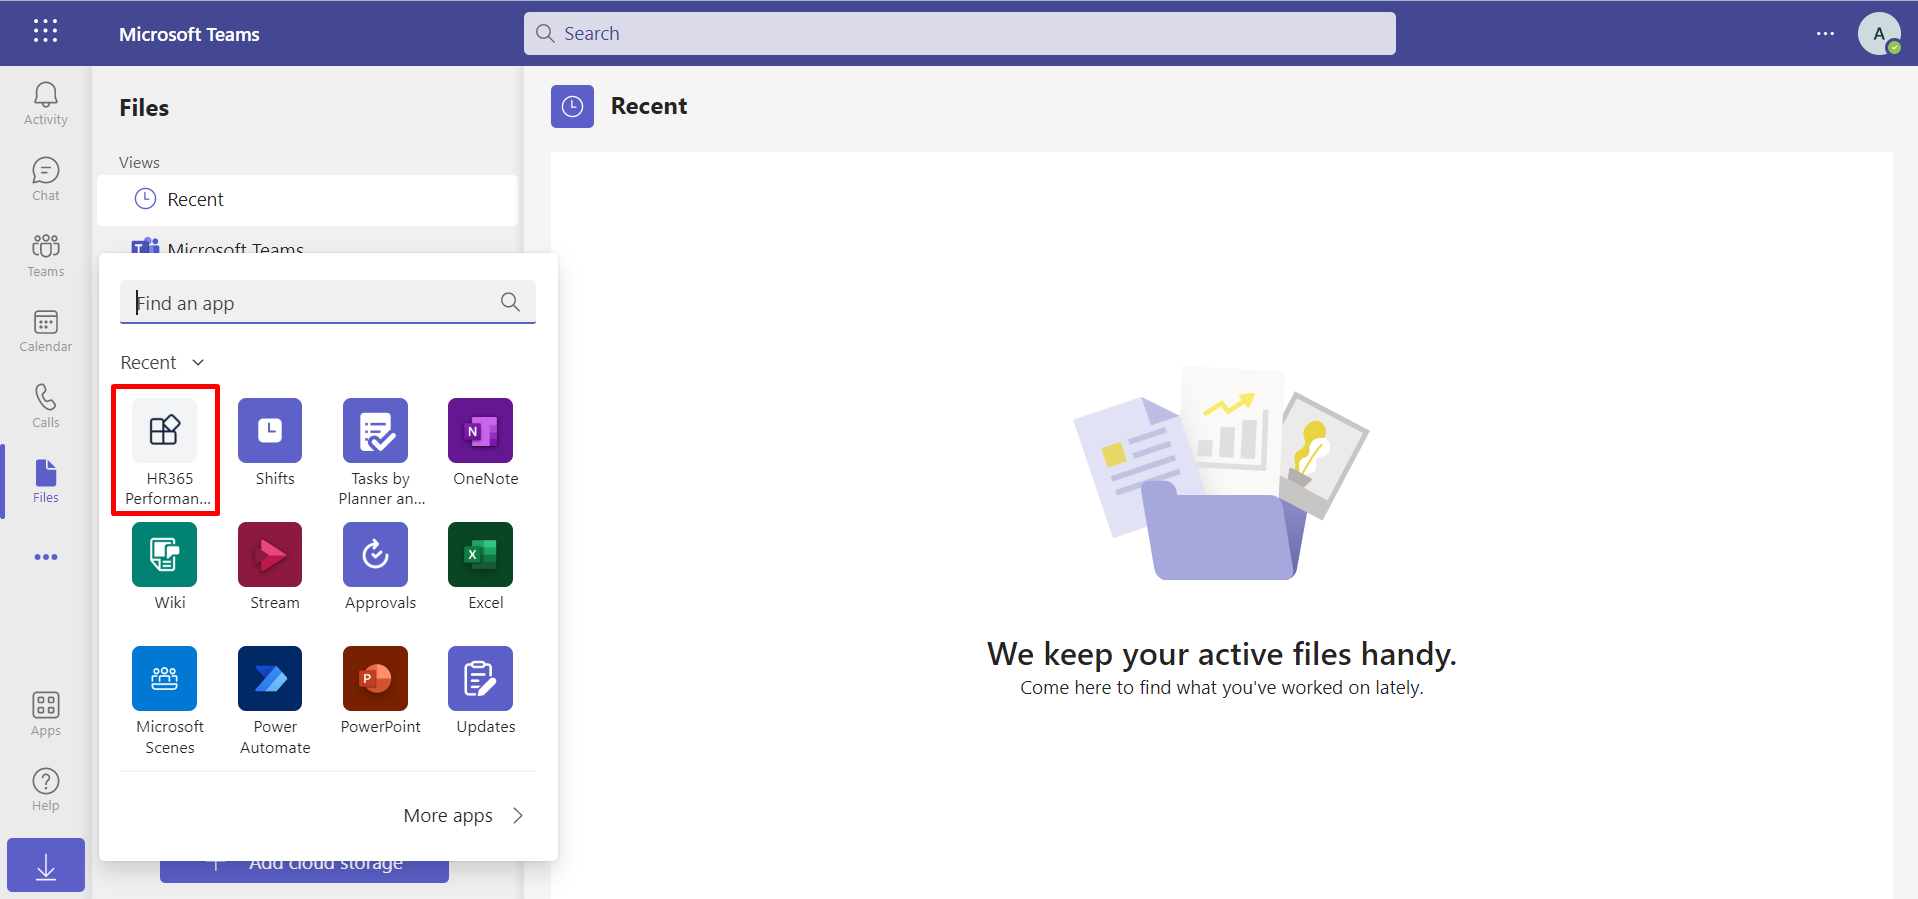 Microsoft Teams
Search
A
Activity
Chat
Teams
Calendar
Calls
Files
Apps
Help
Files
Views
Recent
Microsoft Teams
Find an app
Recent
HR365
Performan...
Shifts
Tasks by
Planner an...
OneNote
N
Wiki
Stream
Approvals
Excel
X
Microsoft
Scenes
Power
Automate
PowerPoint
P
Updates
More apps
Add cloud storage
Recent
We keep your active files handy.
Come here to find what you've worked on lately.